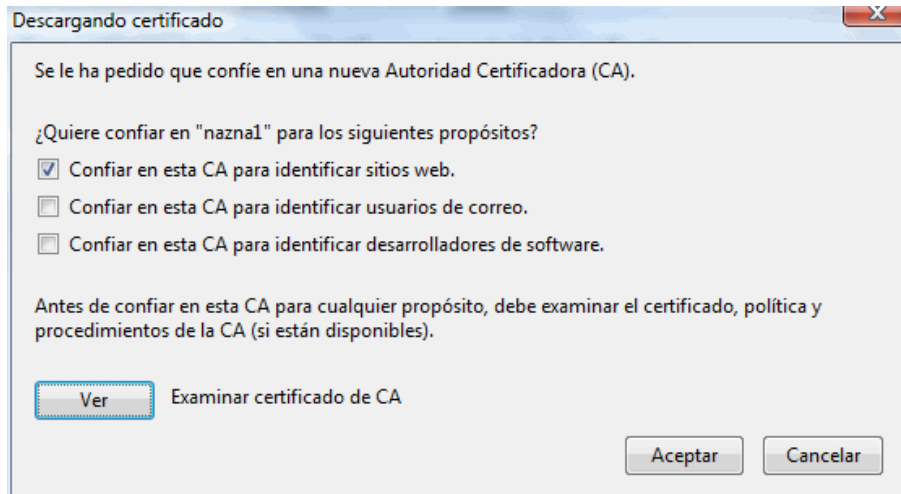 Descargando certificado
Se le ha pedido que confíe en una nueva Autoridad Certificadora (CA).
¿Quiere confiar en "nazna1" para los siguientes propósitos?
Confiar en esta CA para identificar sitios web.
Confiar en esta CA para identificar usuarios de correo.
Confiar en esta CA para identificar desarrolladores de software.
Antes de confiar en esta CA para cualquier propósito, debe examinar el certificado, política y
procedimientos de la CA (si están disponibles).
Ver Examinar certificado de CA
Aceptar Cancelar